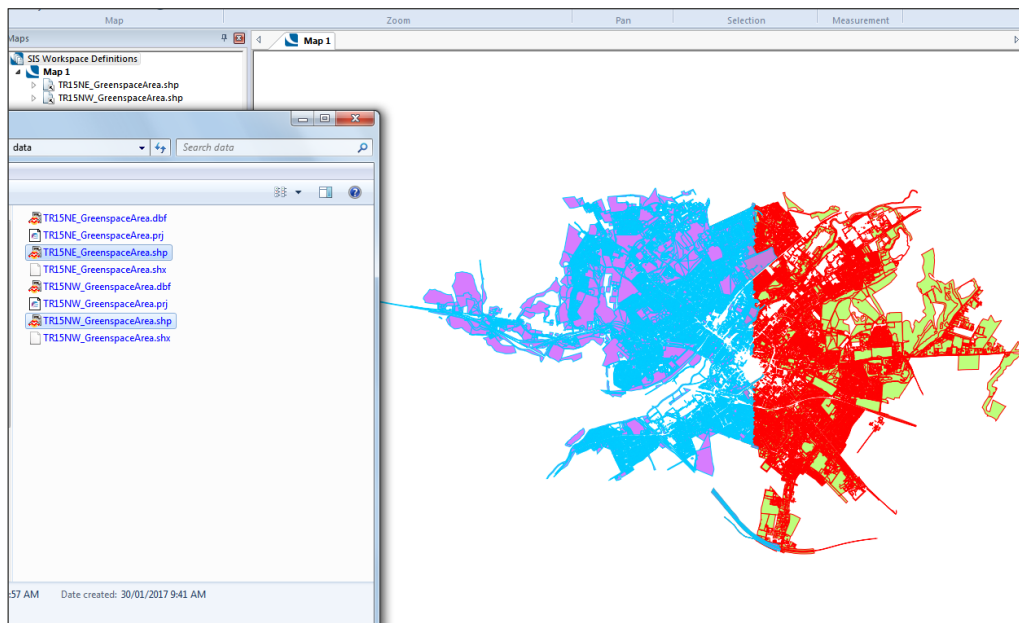 Map Zoom Pan Selection Measurement
Maps
Map 1
SIS Workspace Definitions
Map 1
TR15NE_GreenspaceArea.shp
TR15NW_GreenspaceArea.shp
data
Search data
TR15NE_GreenspaceArea.dbf
TR15NE_GreenspaceArea.prj
TR15NE_GreenspaceArea.shp
TR15NE_GreenspaceArea.shx
TR15NW_GreenspaceArea.dbf
TR15NW_GreenspaceArea.prj
TR15NW_GreenspaceArea.shp
TR15NW_GreenspaceArea.shx
:57 AM Date created: 30/01/2017 9:41 AM